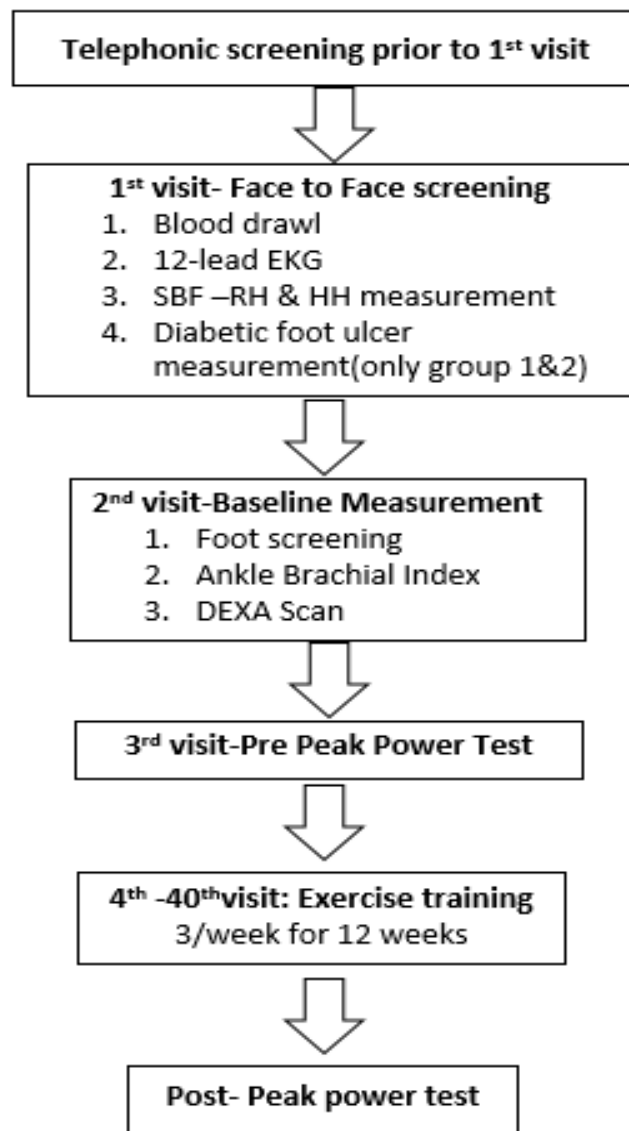 Telephonic screening prior to 1st visit
1st visit- Face to Face screening
1. Blood drawl
2. 12-lead EKG
3. SBF –RH & HH measurement
4. Diabetic foot ulcer
measurement(only group 1&2)
2nd visit-Baseline Measurement
1. Foot screening
2. Ankle Brachial Index
3. DEXA Scan
3rd visit-Pre Peak Power Test
4th -40thvisit: Exercise training
3/week for 12 weeks
Post- Peak power test